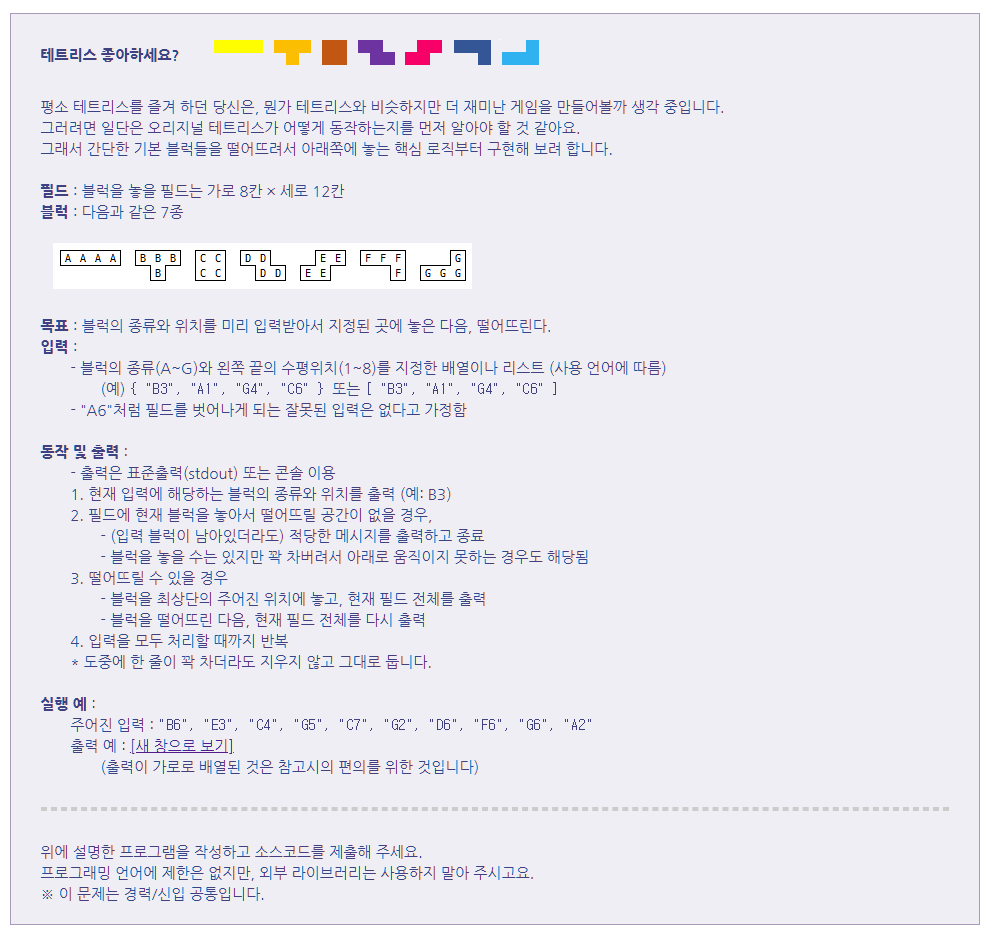 테트리스 좋아하세요?
평소 테트리스를 즐겨 하던 당신은, 뭔가 테트리스와 비슷하지만 더 재미난 게임을 만들어볼까 생각 중입니다.
그러려면 일단은 오리지널 테트리스가 어떻게 동작하는지를 먼저 알아야 할 것 같아요.
그래서 간단한 기본 블럭들을 떨어뜨려서 아래쪽에 놓는 핵심 로직부터 구현해 보려 합니다.
필드 : 블럭을 놓을 필드는 가로 8칸 × 세로 12칸
블럭 : 다음과 같은 7종
A A A A B B B C C D D E E F F F G
B C C D D E E F G G G
목표 : 블럭의 종류와 위치를 미리 입력받아서 지정된 곳에 놓은 다음, 떨어뜨린다.
입력 :
- 블럭의 종류(A~G)와 왼쪽 끝의 수평위치(1~8)를 지정한 배열이나 리스트 (사용 언어에 따름)
(예) { "B3", "A1", "G4", "C6" } 또는 [ "B3", "A1", "G4", "C6" ]
- "A6"처럼 필드를 벗어나게 되는 잘못된 입력은 없다고 가정함
동작 및 출력 :
- 출력은 표준출력(stdout) 또는 콘솔 이용
1. 현재 입력에 해당하는 블럭의 종류와 위치를 출력 (예: B3)
2. 필드에 현재 블럭을 놓아서 떨어뜨릴 공간이 없을 경우,
- (입력 블럭이 남아있더라도) 적당한 메시지를 출력하고 종료
- 블럭을 놓을 수는 있지만 꽉 차버려서 아래로 움직이지 못하는 경우도 해당됨
3. 떨어뜨릴 수 있을 경우
- 블럭을 최상단의 주어진 위치에 놓고, 현재 필드 전체를 출력
- 블럭을 떨어뜨린 다음, 현재 필드 전체를 다시 출력
4. 입력을 모두 처리할 때까지 반복
* 도중에 한 줄이 꽉 차더라도 지우지 않고 그대로 둡니다.
실행 예 :
주어진 입력 : "B6", "E3", "C4", "G5", "C7", "G2", "D6", "F6", "G6", "A2"
출력 예 : [새 창으로 보기]
(출력이 가로로 배열된 것은 참고시의 편의를 위한 것입니다)
위에 설명한 프로그램을 작성하고 소스코드를 제출해 주세요.
프로그래밍 언어에 제한은 없지만, 외부 라이브러리는 사용하지 말아 주시고요.
※ 이 문제는 경력/신입 공통입니다.